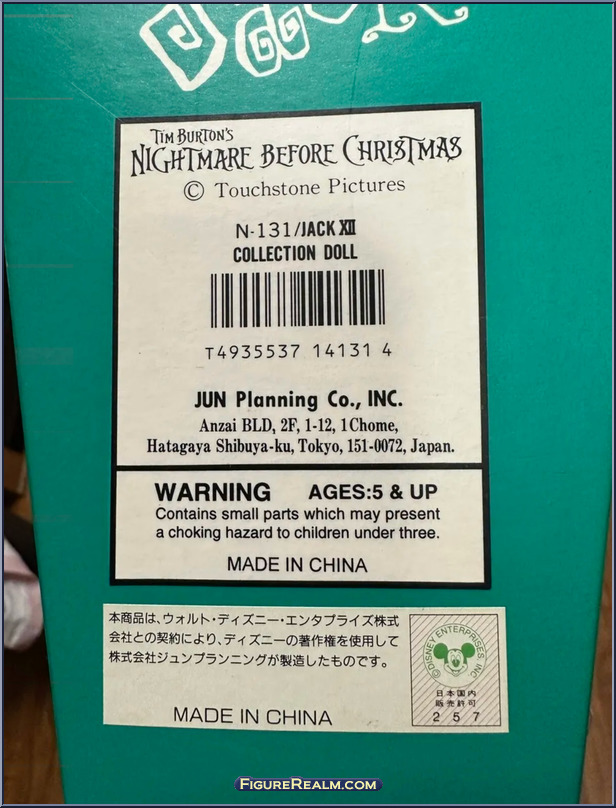 TIM BURTON'S
NIGHTMARE BEFORE CHRISTMAS
© Touchstone Pictures
N-131/JACK XII
COLLECTION DOLL
T4935537 14131 4
JUN Planning Co., INC.
Anzai BLD, 2F, 1-12, 1Chome,
Hatagaya Shibuya-ku, Tokyo, 151-0072, Japan.
WARNING AGES:5 & UP
Contains small parts which may present
a choking hazard to children under three.
MADE IN CHINA
本商品は、ウォルト・ディズニー・エンタプライズ株式
会社との契約により、ディズニーの著作権を使用して
株式会社ジュンプランニングが製造したものです。
MADE IN CHINA
©DISNEY ENTERPRISES INC
日本国内
販売許可
257
FIGUREREALM.COM